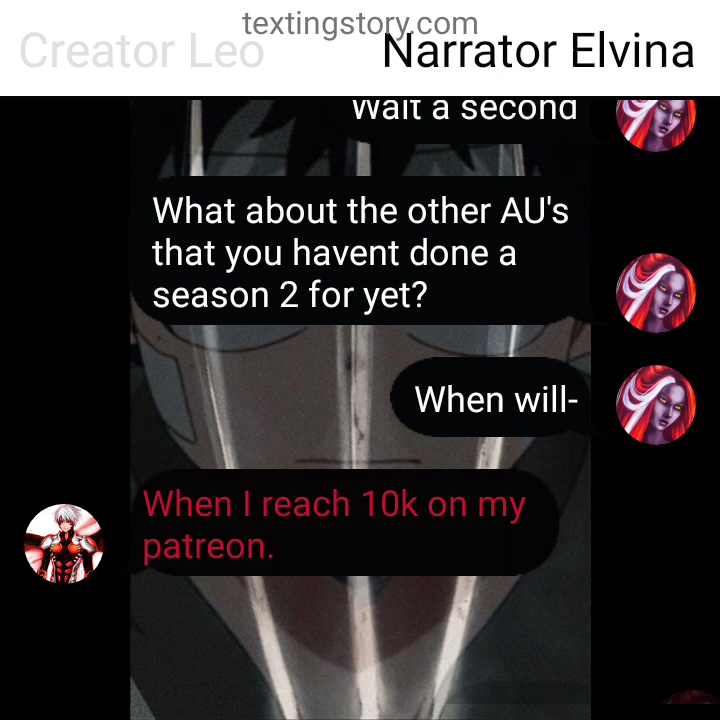 textingstory.com
Creator Leo
Narrator Elvina
Wait a second
What about the other AU's
that you havent done a
season 2 for yet?
When will-
When I reach 10k on my
patreon.